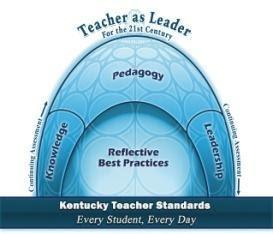 Teacher as Leader
For the 21st Century
Pedagogy
Continuing Assessment
Continuing Assessment
Knowledge
Leadership
Reflective
Best Practices
Kentucky Teacher Standards
Every Student, Every Day